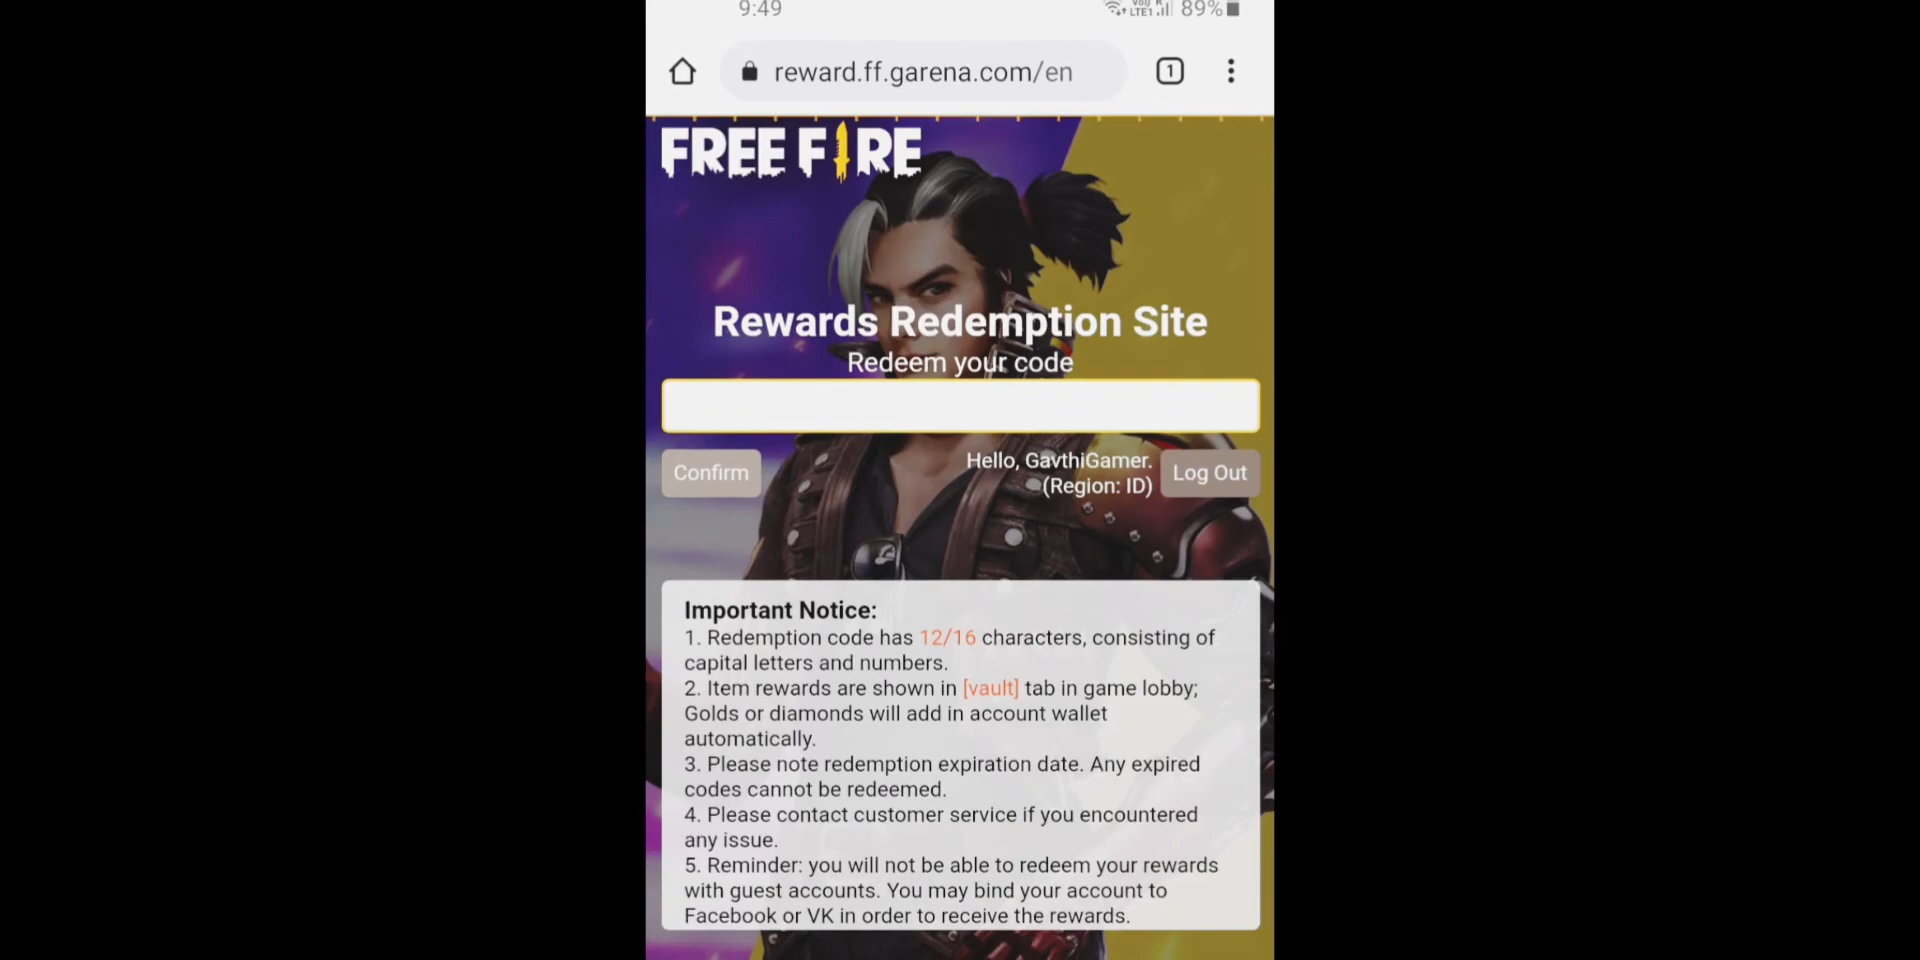 9:49
Vo) R
LTE1 89%
reward.ff.garena.com/en
1
FREE FIRE
Rewards Redemption Site
Redeem your code
Confirm
Hello, GavthiGamer.
(Region: ID)
Log Out
Important Notice:
1. Redemption code has 12/16 characters, consisting of
capital letters and numbers.
2. Item rewards are shown in [vault] tab in game lobby;
Golds or diamonds will add in account wallet
automatically.
3. Please note redemption expiration date. Any expired
codes cannot be redeemed.
4. Please contact customer service if you encountered
any issue.
5. Reminder: you will not be able to redeem your rewards
with guest accounts. You may bind your account to
Facebook or VK in order to receive the rewards.